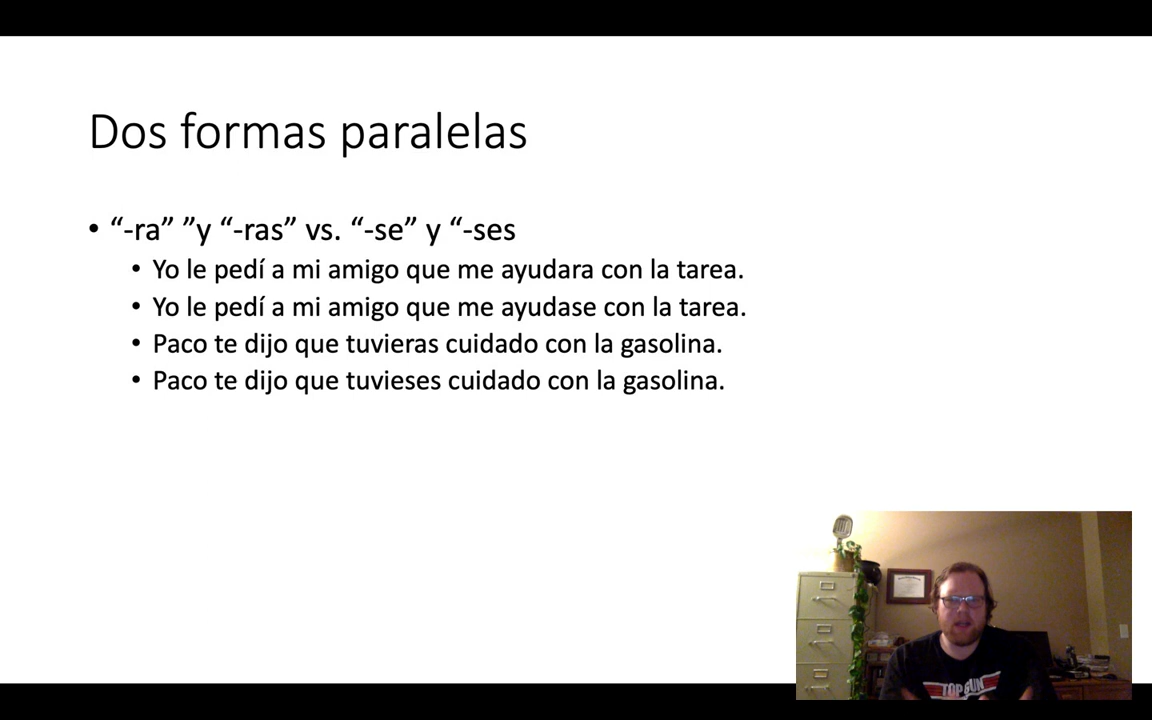 Dos formas paralelas
• “-ra” ”y “-ras” vs. “-se” y “-ses
• Yo le pedí a mi amigo que me ayudara con la tarea.
• Yo le pedí a mi amigo que me ayudase con la tarea.
• Paco te dijo que tuvieras cuidado con la gasolina.
• Paco te dijo que tuvieses cuidado con la gasolina.
TOP GUN